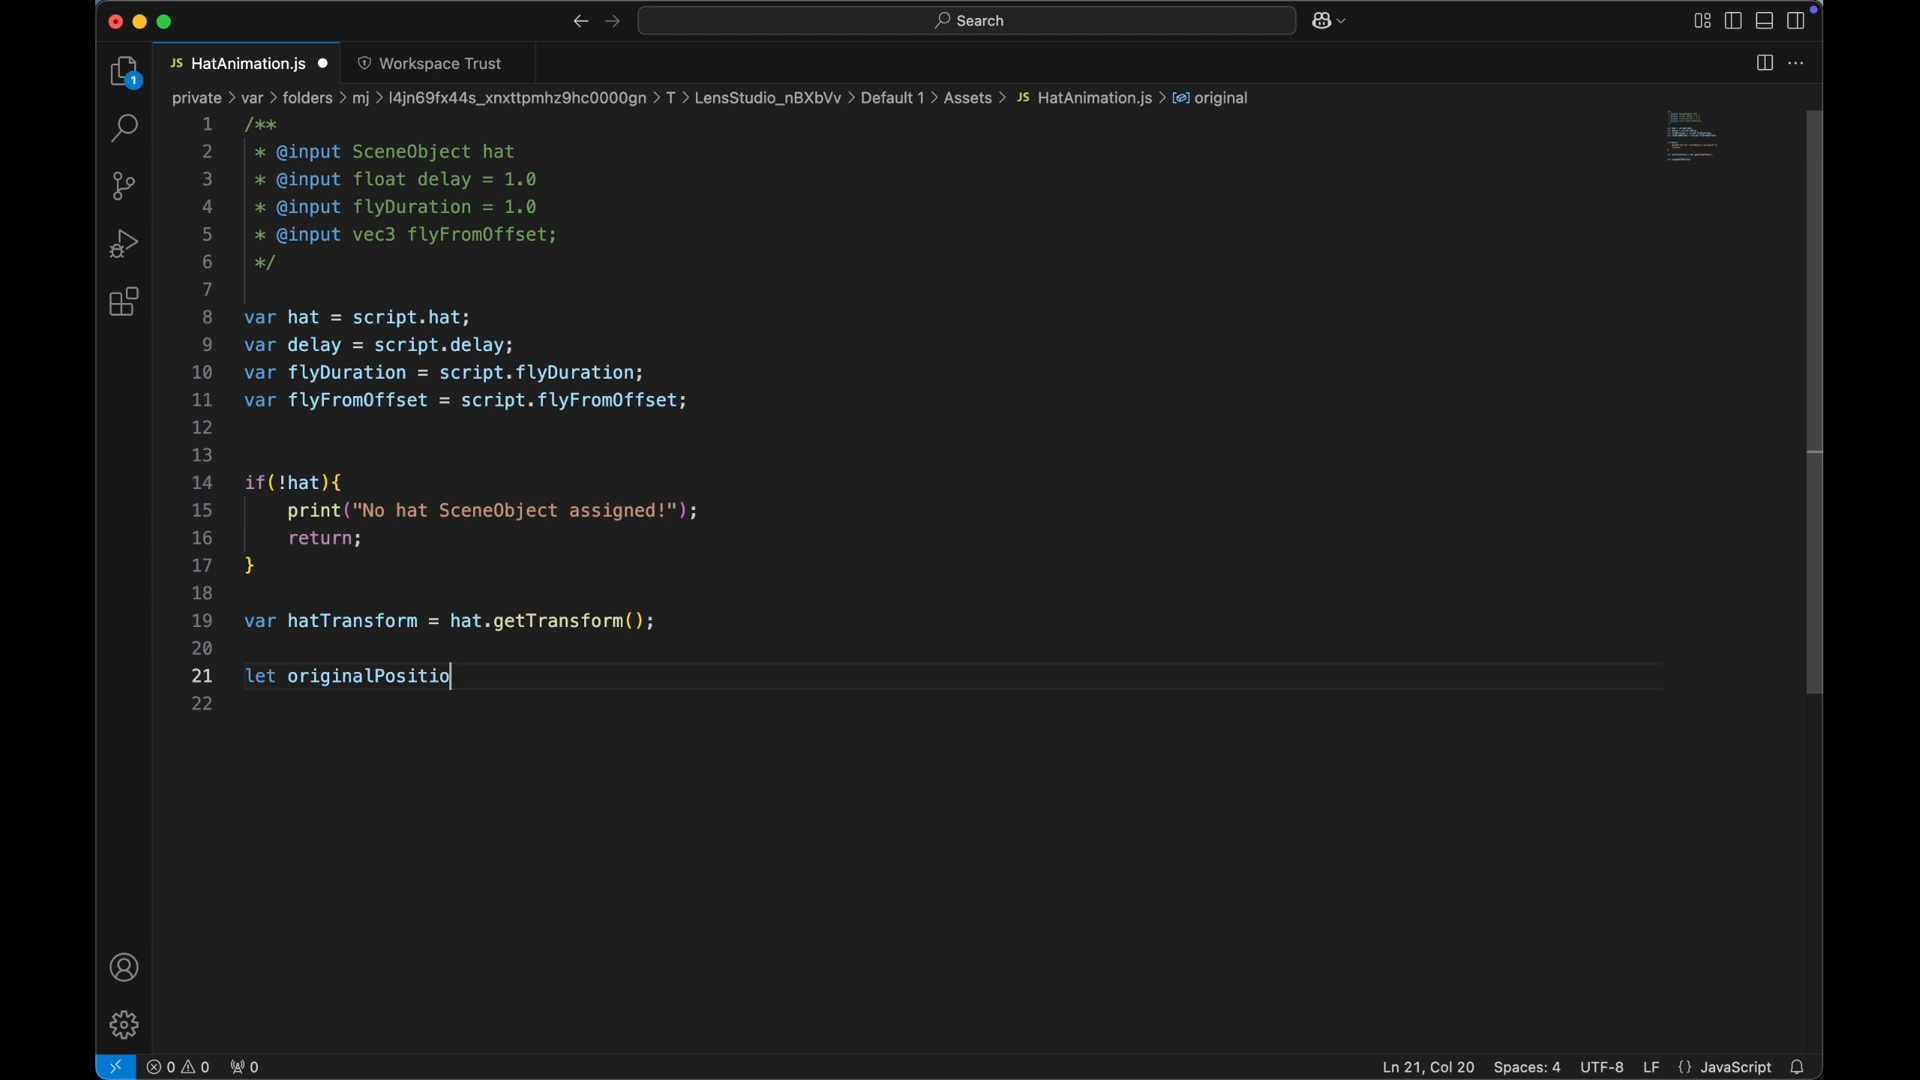 Search
JS HatAnimation.js
Workspace Trust
1
private > var > folders > mj > l4jn69fx44s_xnxttpmhz9hc0000gn > T > LensStudio_nBXbVv > Default 1 > Assets > JS HatAnimation.js > original
1 /**
2  * @input SceneObject hat
3  * @input float delay = 1.0
4  * @input flyDuration = 1.0
5  * @input vec3 flyFromOffset;
6  */
7
8 var hat = script.hat;
9 var delay = script.delay;
10 var flyDuration = script.flyDuration;
11 var flyFromOffset = script.flyFromOffset;
12
13
14 if(!hat){
15     print("No hat SceneObject assigned!");
16     return;
17 }
18
19 var hatTransform = hat.getTransform();
20
21 let originalPositio
22
0 0 0 Ln 21, Col 20 Spaces: 4 UTF-8 LF {} JavaScript